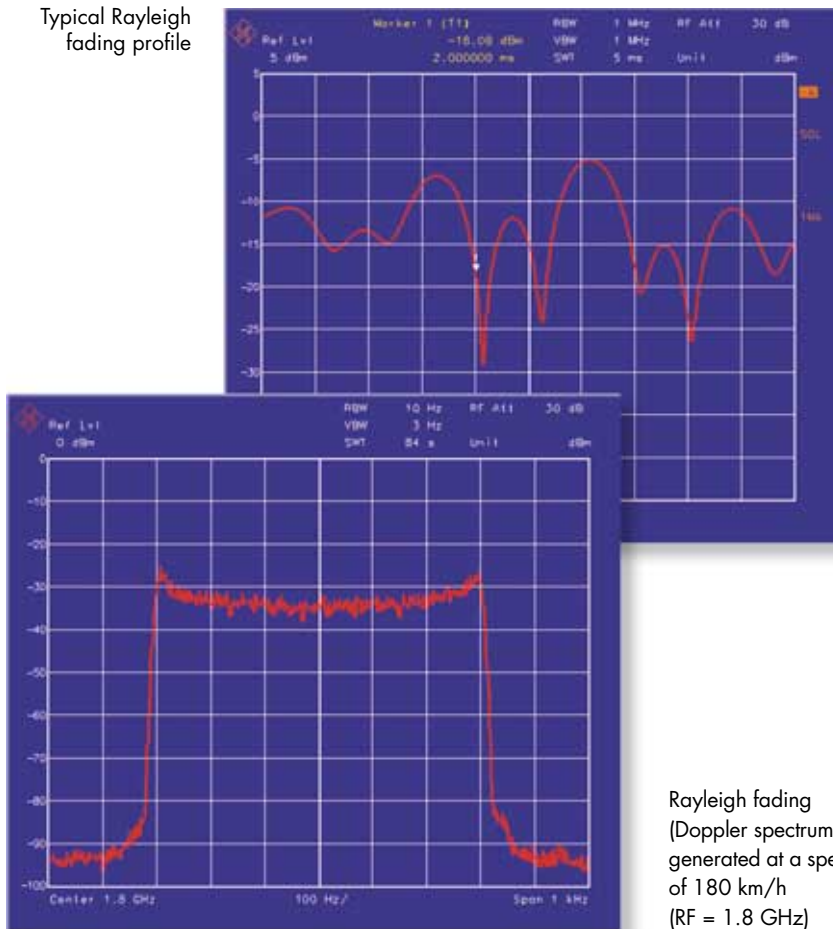 Typical Rayleigh
fading profile
Marker 1 (T1) RBW 1 MHz RF Att 30 dB
Ref Lvl -18.08 dBm VBW 1 MHz
5 dBm 2.000000 ms SWT 5 ms Unit dBm
5
0
-5
-10
-15
-20
-25
-30
RBW 10 Hz RF Att 30 dB
Ref Lvl VBW 3 Hz
0 dBm SWT 84 s Unit dBm
0
-10
-20
-30
-40
-50
-60
-70
-80
-90
-100
Center 1.8 GHz 100 Hz/ Span 1 kHz
Rayleigh fading
(Doppler spectrum
generated at a spe
of 180 km/h
(RF = 1.8 GHz)